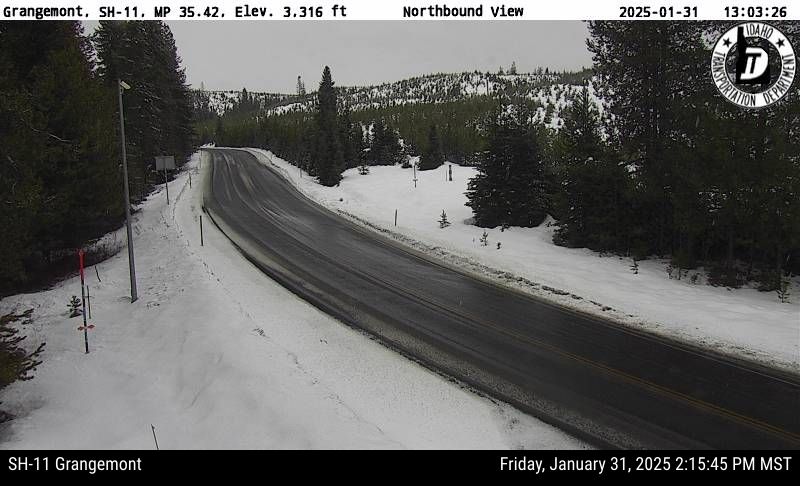 Grangemont, SH-11, MP 35.42, Elev. 3,316 ft Northbound View 2025-01-31 13:03:26
IDAHO
TRANSPORTATION DEPARTMENT
SH-11 Grangemont Friday, January 31, 2025 2:15:45 PM MST